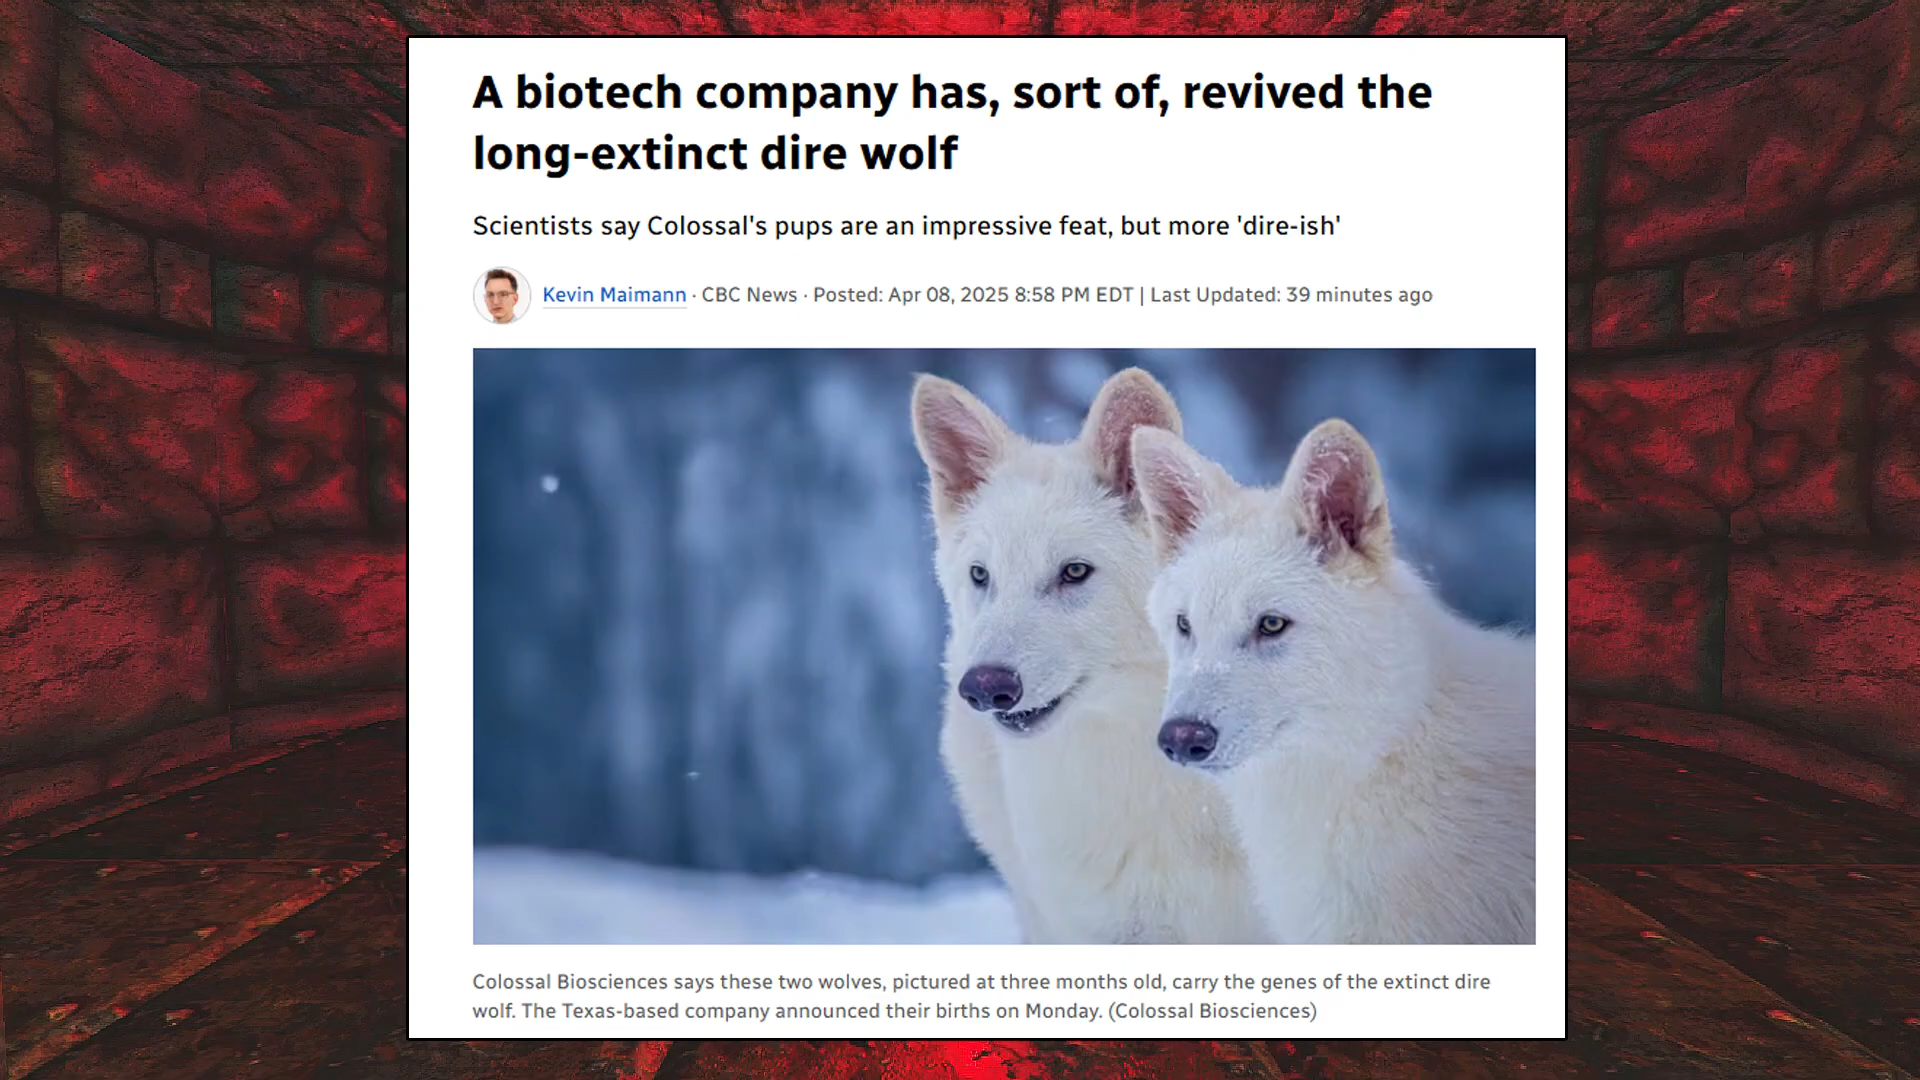 A biotech company has, sort of, revived the
long-extinct dire wolf
Scientists say Colossal's pups are an impressive feat, but more 'dire-ish'
Kevin Maimann · CBC News · Posted: Apr 08, 2025 8:58 PM EDT | Last Updated: 39 minutes ago
Colossal Biosciences says these two wolves, pictured at three months old, carry the genes of the extinct dire
wolf. The Texas-based company announced their births on Monday. (Colossal Biosciences)